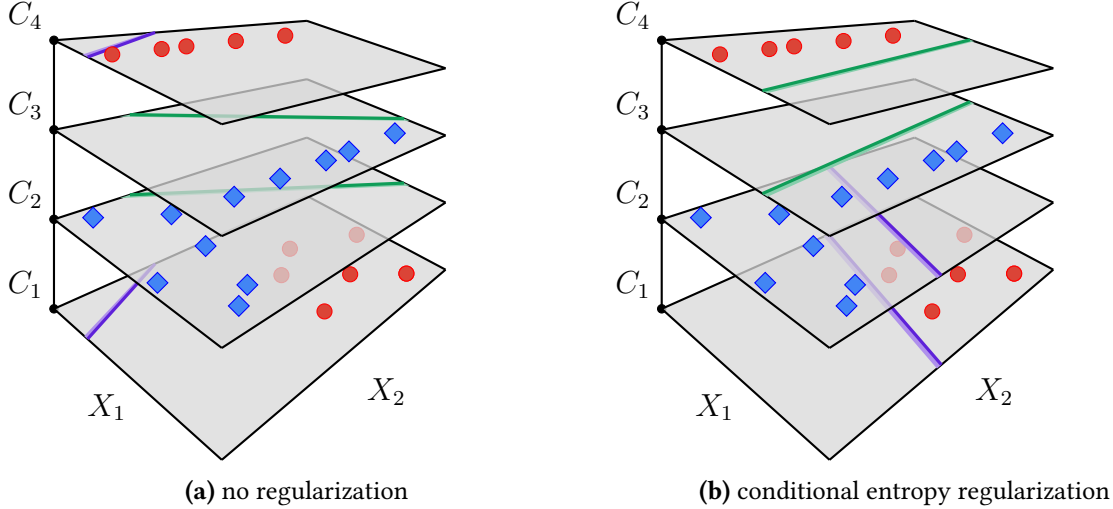 C₄
C₃
C₂
C₁
X₁
X₂
(a) no regularization
C₄
C₃
C₂
C₁
X₁
X₂
(b) conditional entropy regularization